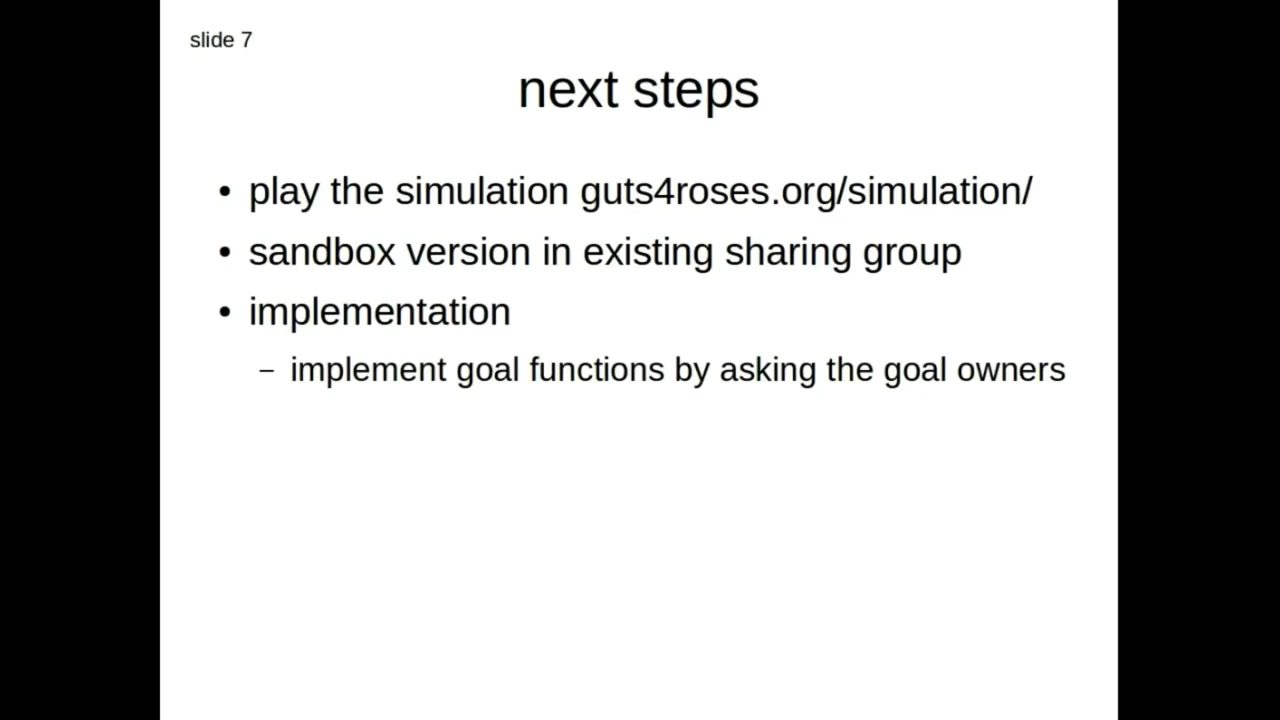 slide 7
next steps
• play the simulation guts4roses.org/simulation/
• sandbox version in existing sharing group
• implementation
– implement goal functions by asking the goal owners